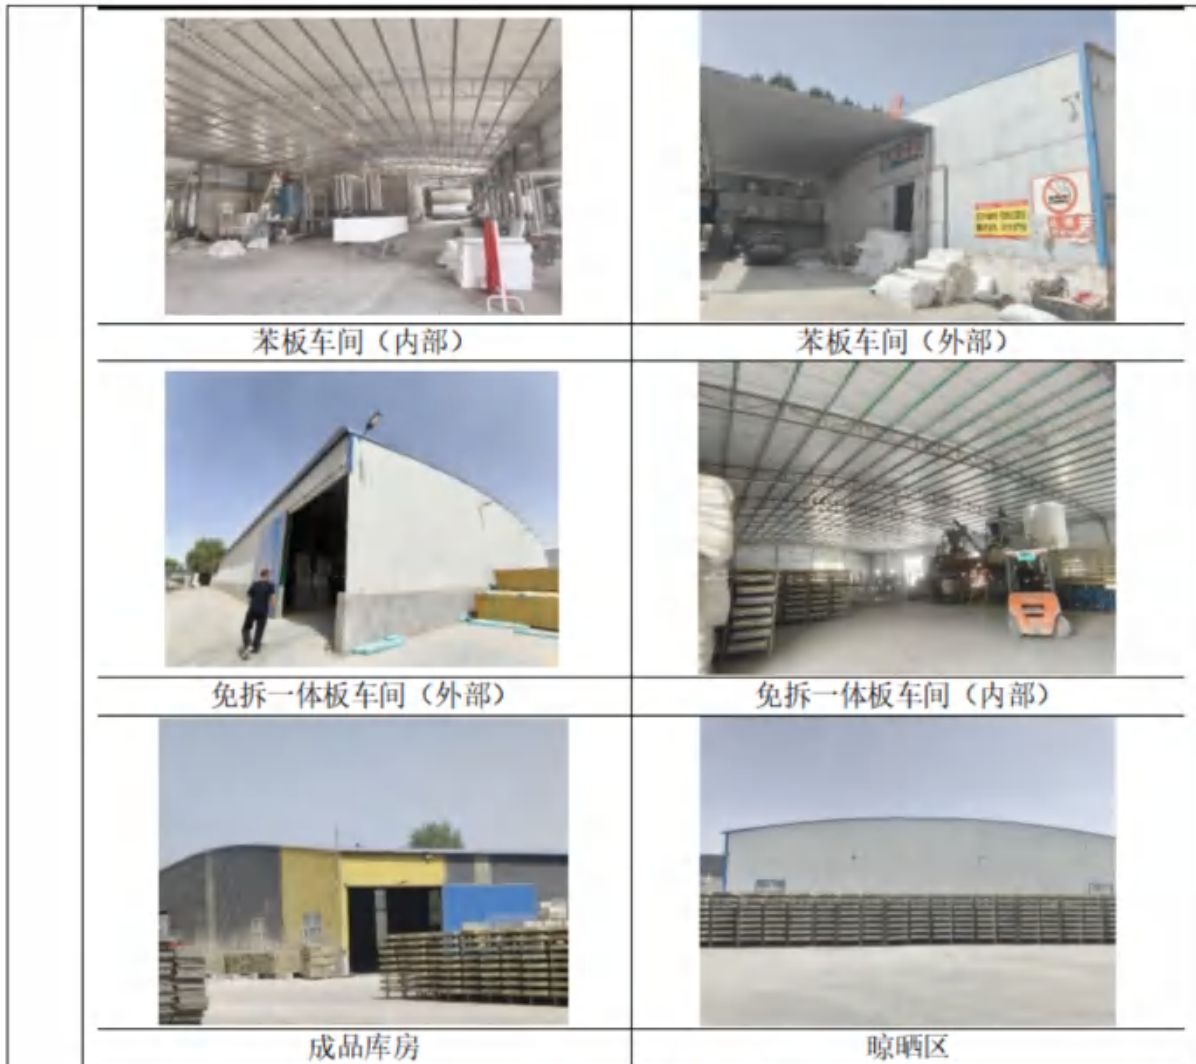 苯板车间（内部）
苯板车间（外部）
免拆一体板车间（外部）
免拆一体板车间（内部）
成品库房
晾晒区